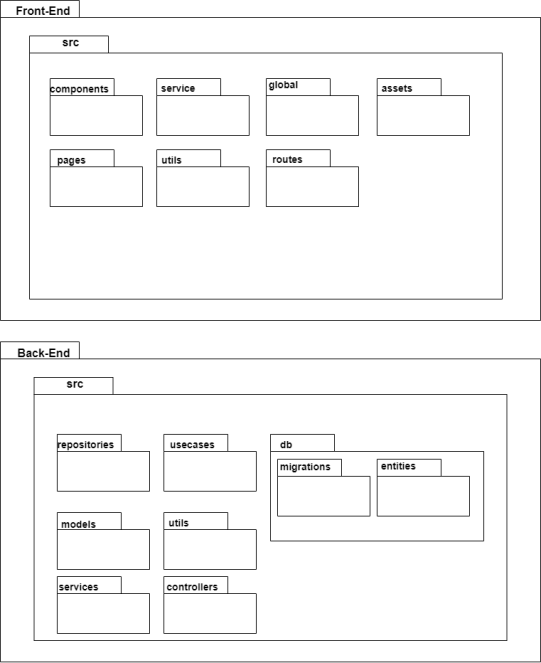 Front-End
src
components
service
global
assets
pages
utils
routes
Back-End
src
repositories
usecases
db
migrations
entities
models
utils
services
controllers